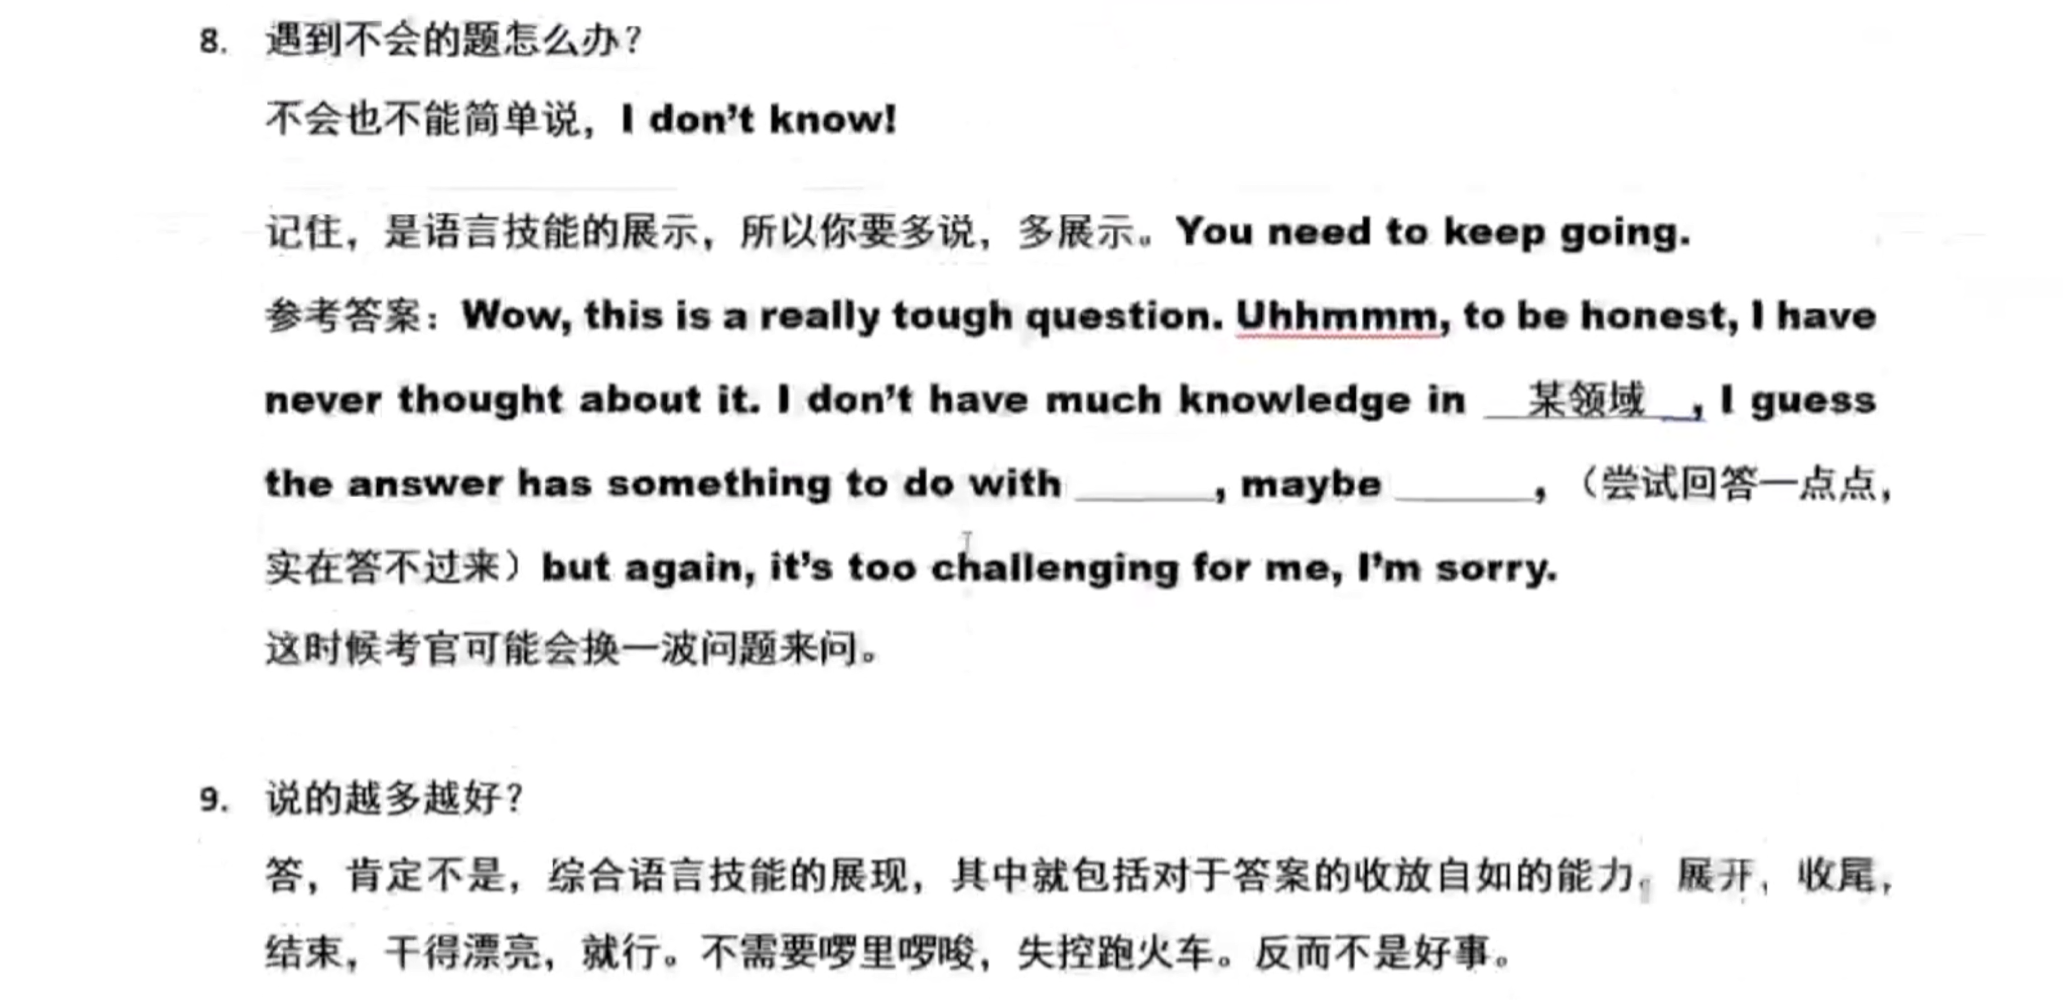 8. 遇到不会的题怎么办？
不会也不能简单说，I don't know!
记住，是语言技能的展示，所以你要多说，多展示。You need to keep going.
参考答案：Wow, this is a really tough question. Uhhmmm, to be honest, I have
never thought about it. I don't have much knowledge in __某领域__, I guess
the answer has something to do with ______, maybe ______,（尝试回答一点点，
实在答不过来）but again, it's too challenging for me, I'm sorry.
这时候考官可能会换一波问题来问。
9. 说的越多越好？
答，肯定不是，综合语言技能的展现，其中就包括对于答案的收放自如的能力，展开，收尾，
结束，干得漂亮，就行。不需要啰里啰唆，失控跑火车。反而不是好事。